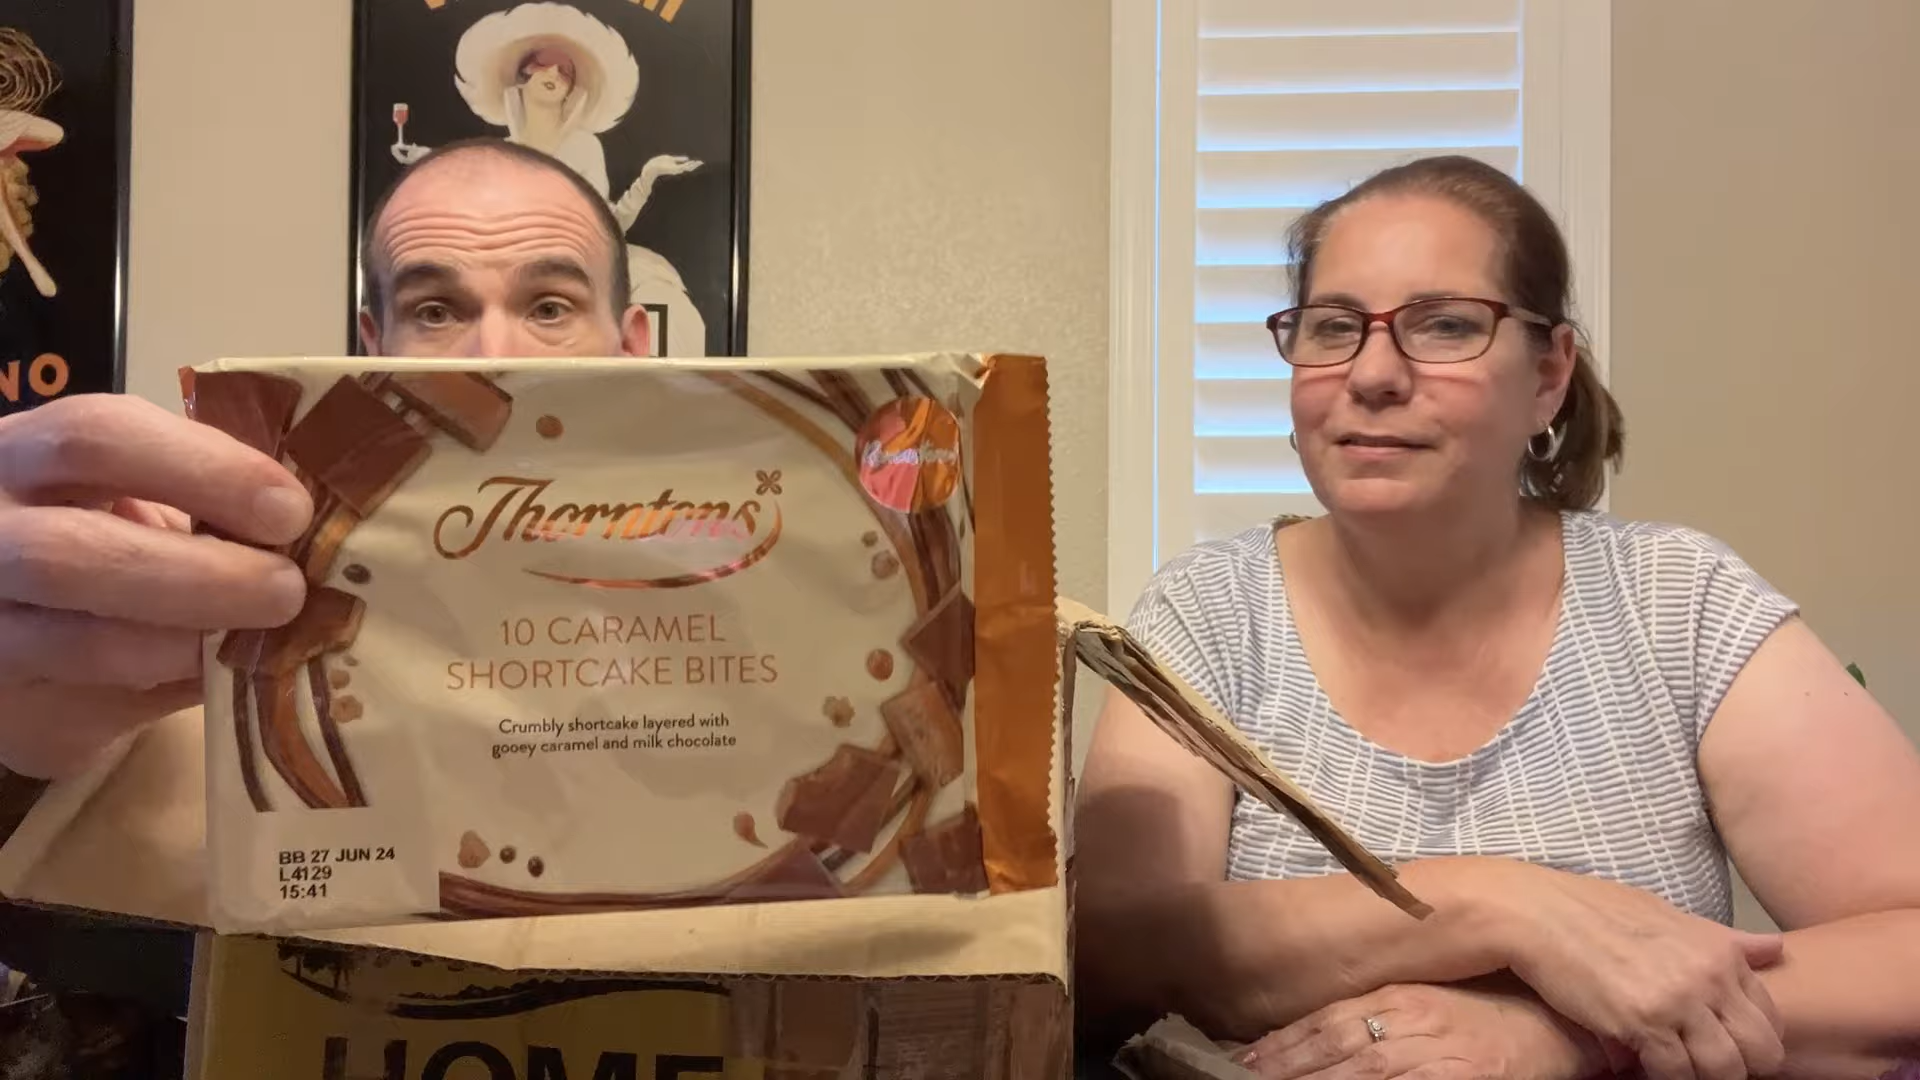 NO
Thorntons
10 CARAMEL
SHORTCAKE BITES
Crumbly shortcake layered with
gooey caramel and milk chocolate
BB 27 JUN 24
L4129
15:41
HOME